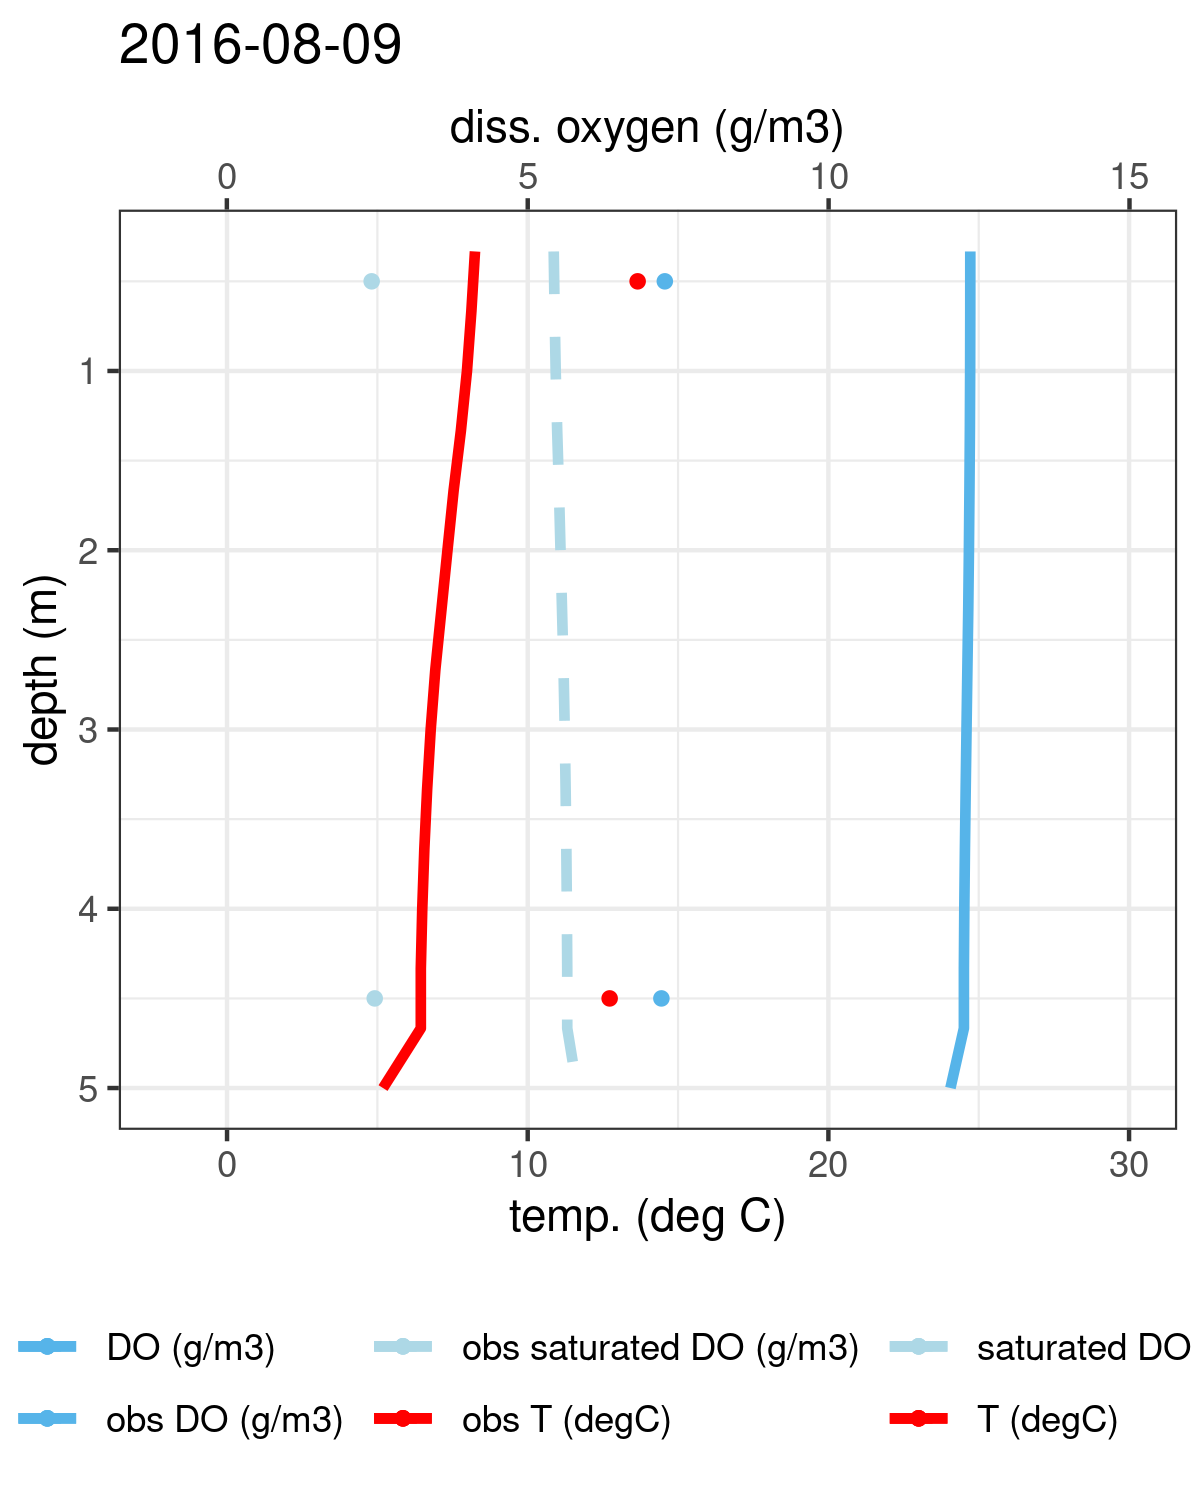 2016-08-09
diss. oxygen (g/m3)
0 5 10 15
depth (m)
1
2
3
4
5
0 10 20 30
temp. (deg C)
DO (g/m3) obs saturated DO (g/m3) saturated DO
obs DO (g/m3) obs T (degC) T (degC)